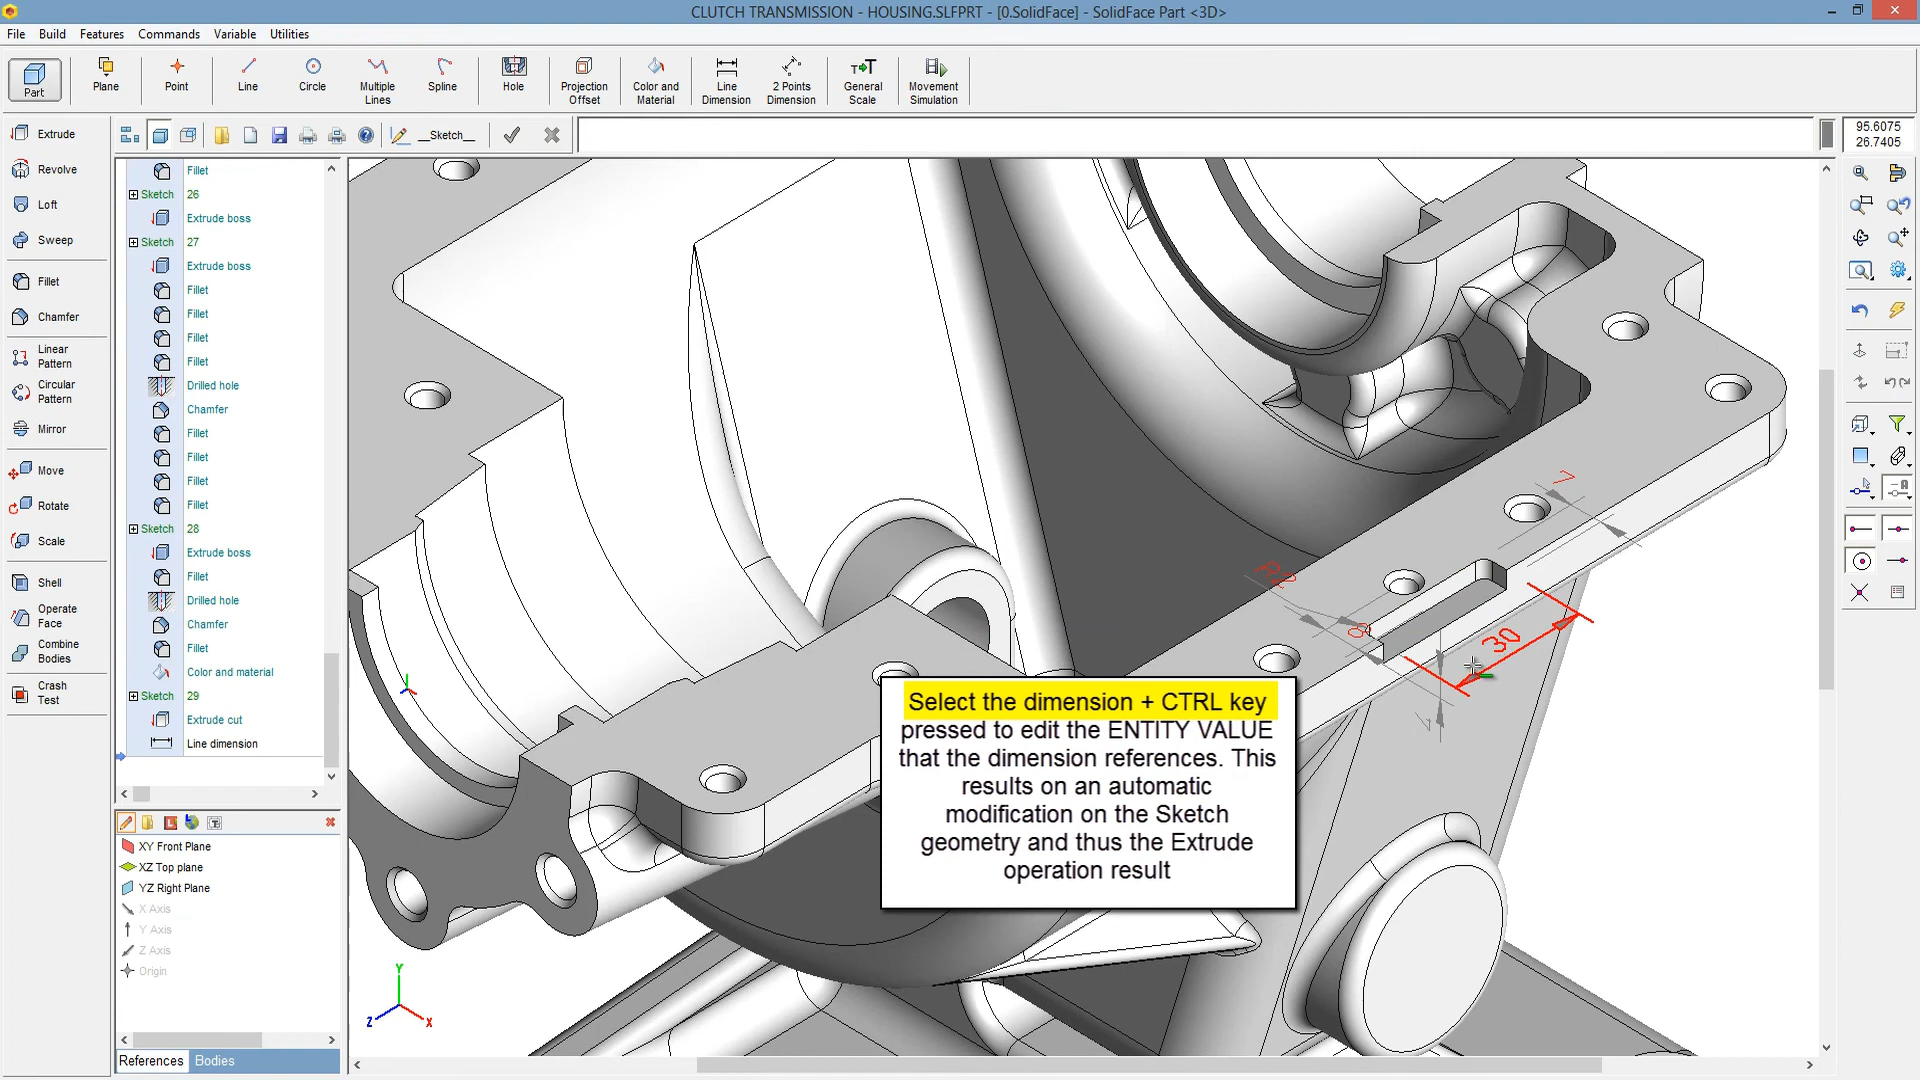 CLUTCH TRANSMISSION - HOUSING.SLFPRT - [0.SolidFace] - SolidFace Part <3D>
File Build Features Commands Variable Utilities
Part
Plane
Point
Line
Circle
Multiple
Lines
Spline
Hole
Projection
Offset
Color and
Material
Line
Dimension
2 Points
Dimension
General
Scale
Movement
Simulation
Extrude
Revolve
Loft
Sweep
Fillet
Chamfer
Linear
Pattern
Circular
Pattern
Mirror
Move
Rotate
Scale
Shell
Operate
Face
Combine
Bodies
Crash
Test
__Sketch__
95.6075
26.7405
Fillet
Sketch 26
Extrude boss
Sketch 27
Extrude boss
Fillet
Fillet
Fillet
Fillet
Drilled hole
Chamfer
Fillet
Fillet
Fillet
Fillet
Sketch 28
Extrude boss
Fillet
Drilled hole
Chamfer
Fillet
Color and material
Sketch 29
Extrude cut
Line dimension
XY Front Plane
XZ Top plane
YZ Right Plane
X Axis
Y Axis
Z Axis
Origin
References Bodies
7
R2
8
30
4
Select the dimension + CTRL key
pressed to edit the ENTITY VALUE
that the dimension references. This
results on an automatic
modification on the Sketch
geometry and thus the Extrude
operation result
Y
Z
X